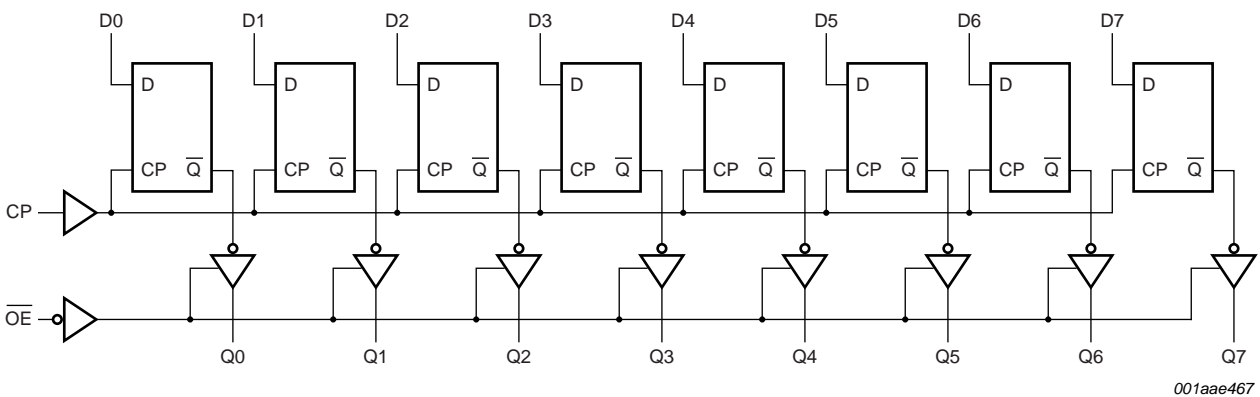 D0 D1 D2 D3 D4 D5 D6 D7
D D D D D D D D
CP Q̅ CP Q̅ CP Q̅ CP Q̅ CP Q̅ CP Q̅ CP Q̅ CP Q̅
CP
O̅E̅
Q0 Q1 Q2 Q3 Q4 Q5 Q6 Q7
001aae467